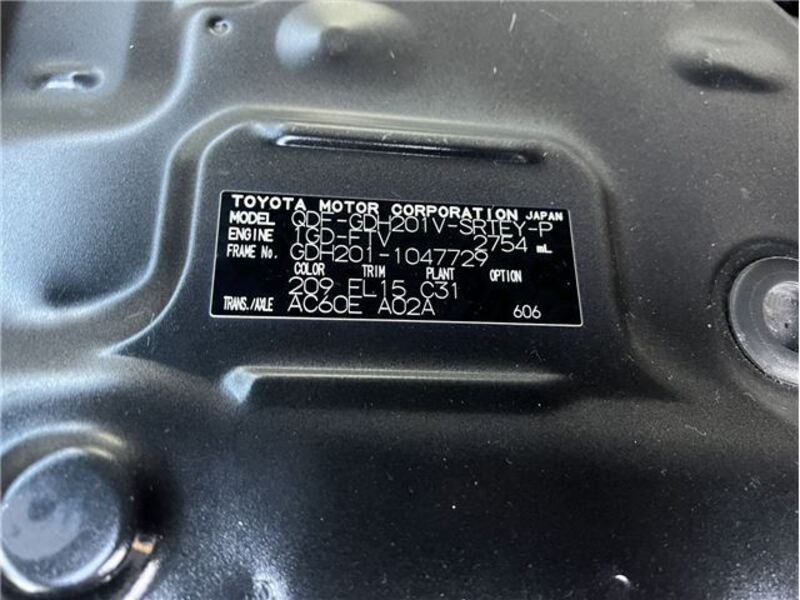 TOYOTA MOTOR CORPORATION JAPAN
MODEL QDF-GDH201V-SRTEY-P
ENGINE 1GD-FTV 2754 mL
FRAME No. GDH201-1047729
COLOR TRIM PLANT OPTION
209 FL15 C31
TRANS./AXLE AC60E A02A 606